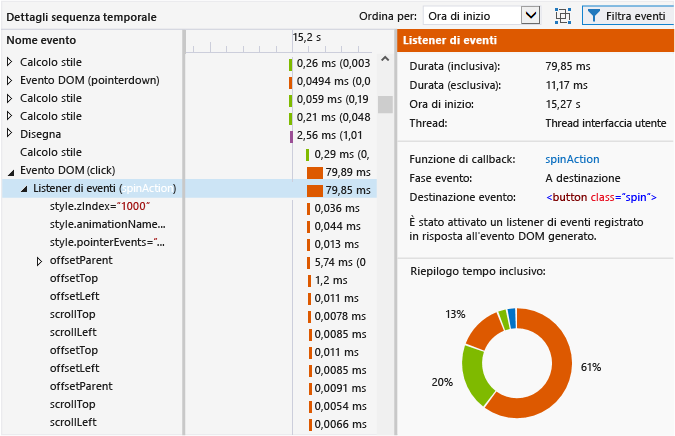 Dettagli sequenza temporale
Ordina per: Ora di inizio
Filtra eventi
Nome evento
15,2 s
Calcolo stile 0,26 ms (0,003
Evento DOM (pointerdown) 0,0494 ms (0,0
Calcolo stile 0,059 ms (0,19
Calcolo stile 0,21 ms (0,048
Disegna 2,56 ms (1,01
Calcolo stile 0,29 ms (0,
Evento DOM (click) 79,89 ms
Listener di eventi (spinAction) 79,85 ms
style.zIndex="1000" 0,036 ms
style.animationName... 0,044 ms
style.pointerEvents="... 0,013 ms
offsetParent 5,74 ms (0
offsetTop 1,2 ms
offsetLeft 0,011 ms
scrollTop 0,0078 ms
scrollLeft 0,0085 ms
offsetTop 0,011 ms
offsetLeft 0,0085 ms
offsetParent 0,0091 ms
scrollTop 0,0054 ms
scrollLeft 0,0066 ms
Listener di eventi
Durata (inclusiva): 79,85 ms
Durata (esclusiva): 11,17 ms
Ora di inizio: 15,27 s
Thread: Thread interfaccia utente
Funzione di callback: spinAction
Fase evento: A destinazione
Destinazione evento: <button class="spin">
È stato attivato un listener di eventi registrato
in risposta all'evento DOM generato.
Riepilogo tempo inclusivo:
13%
61%
20%